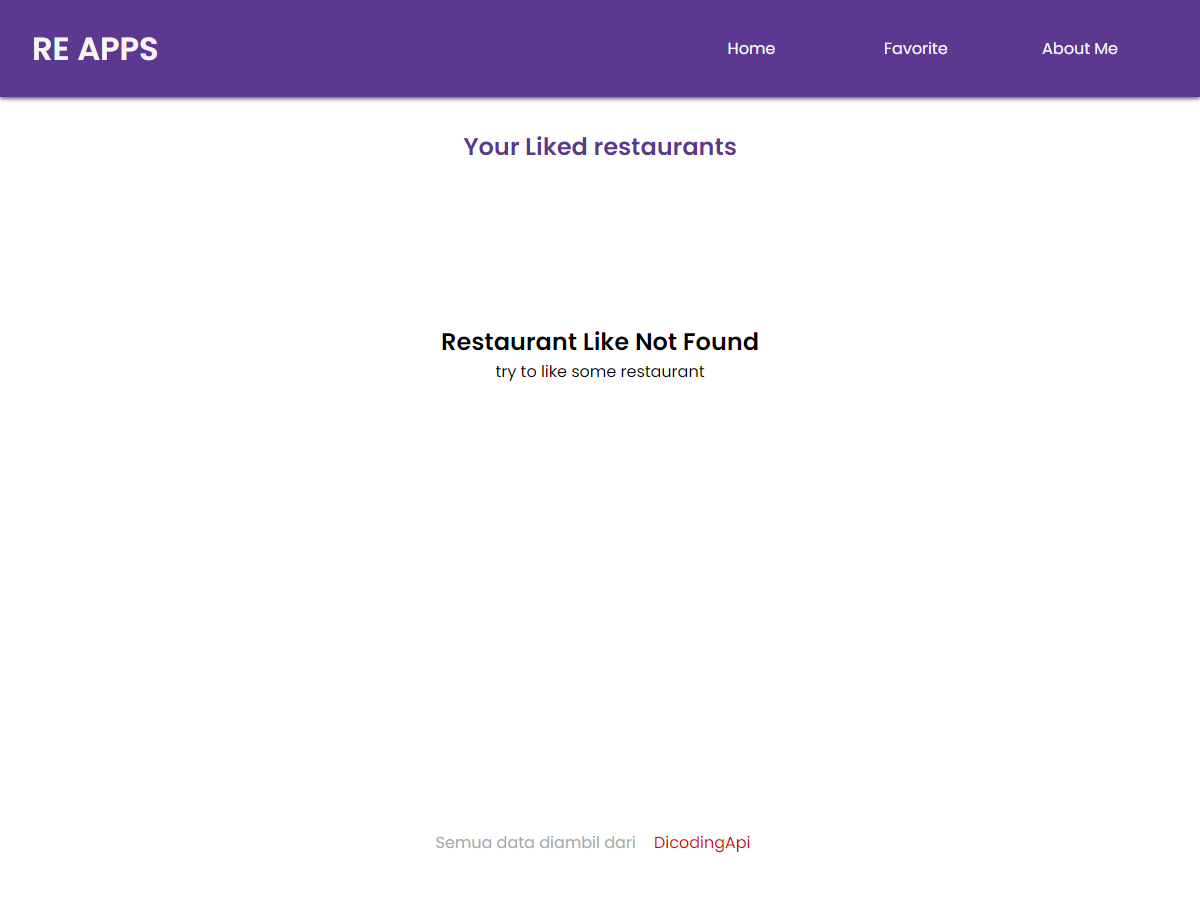 RE APPS
Home Favorite About Me
Your Liked restaurants
Restaurant Like Not Found
try to like some restaurant
Semua data diambil dari DicodingApi